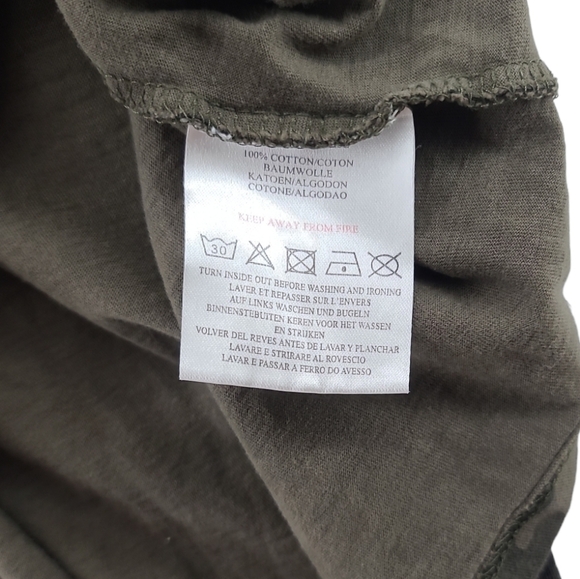 100% COTTON/COTON
BAUMWOLLE
KATOEN/ALGODON
COTONE/ALGODAO
KEEP AWAY FROM FIRE
30
TURN INSIDE OUT BEFORE WASHING AND IRONING
LAVER ET REPASSER SUR L'ENVERS
AUF LINKS WASCHEN UND BUGELN
BINNENSTEBUITEN KEREN VOOR HET WASSEN
EN STRIJKEN
VOLVER DEL REVES ANTES DE LAVAR Y PLANCHAR
LAVARE E STRIRARE AL ROVESCIO
LAVAR E PASSAR A FERRO DO AVESSO